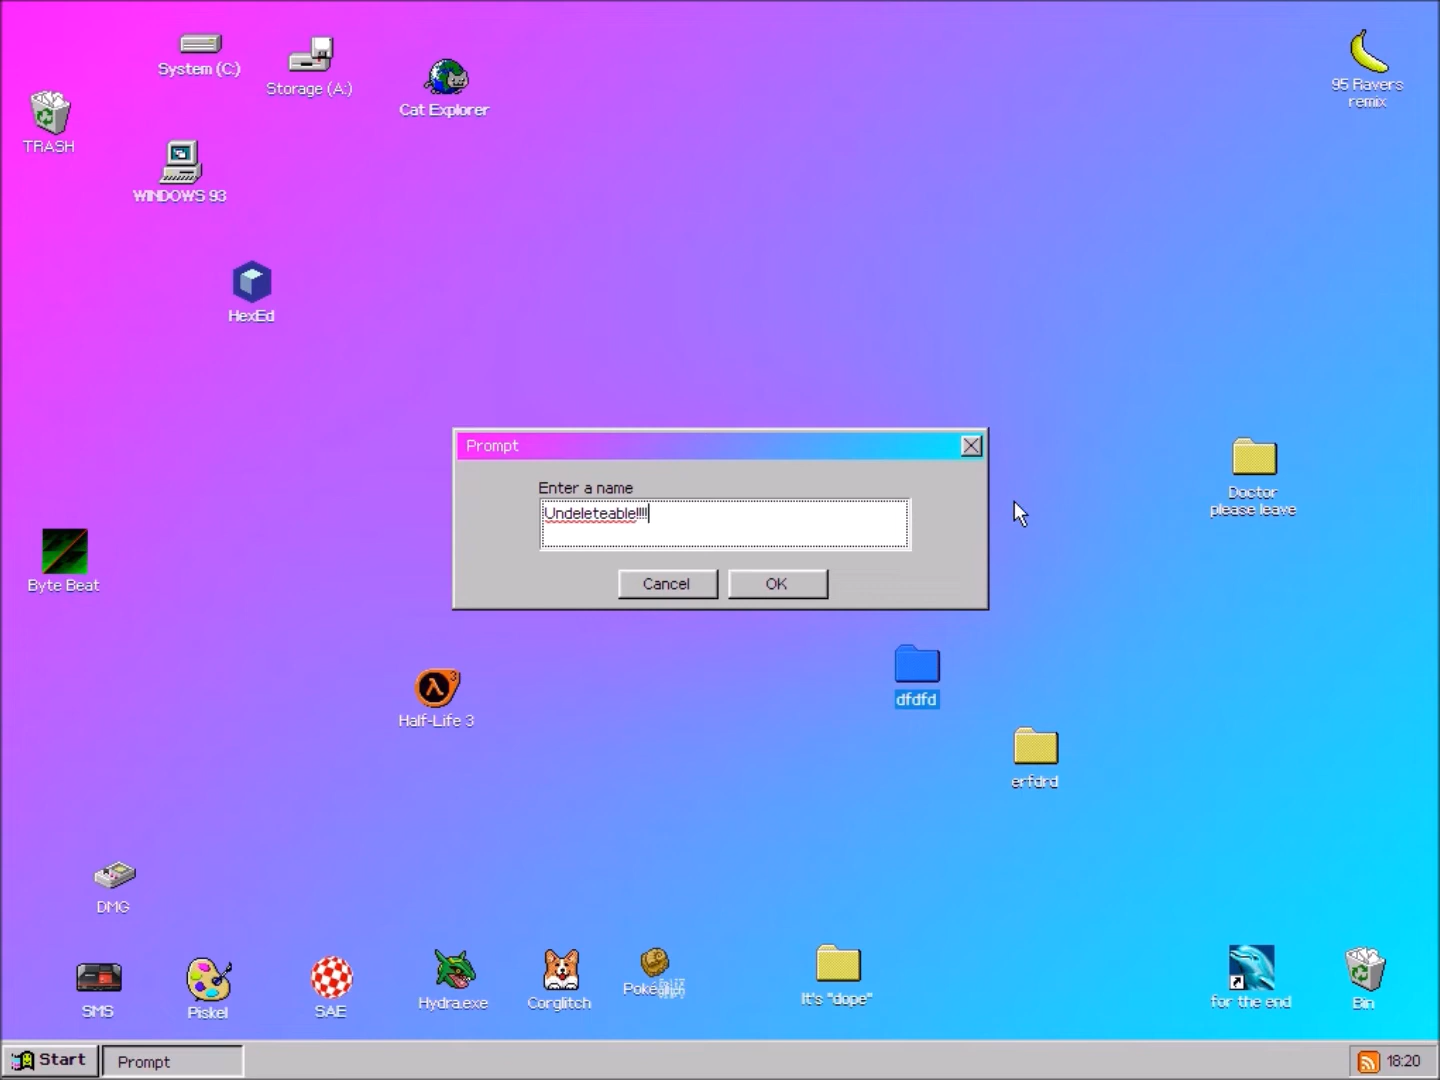 System (C:)
Storage (A:)
Cat Explorer
95 Ravers
remix
TRASH
WINDOWS 93
HexEd
Prompt
Enter a name
Undeleteable!!!!
Cancel
OK
Doctor
please leave
Byte Beat
dfdfd
Half-Life 3
erfdrd
DMG
SMS
Piskel
SAE
Hydra.exe
Corglitch
Pokéglitch
It's "dope"
for the end
Bin
Start
Prompt
18:20